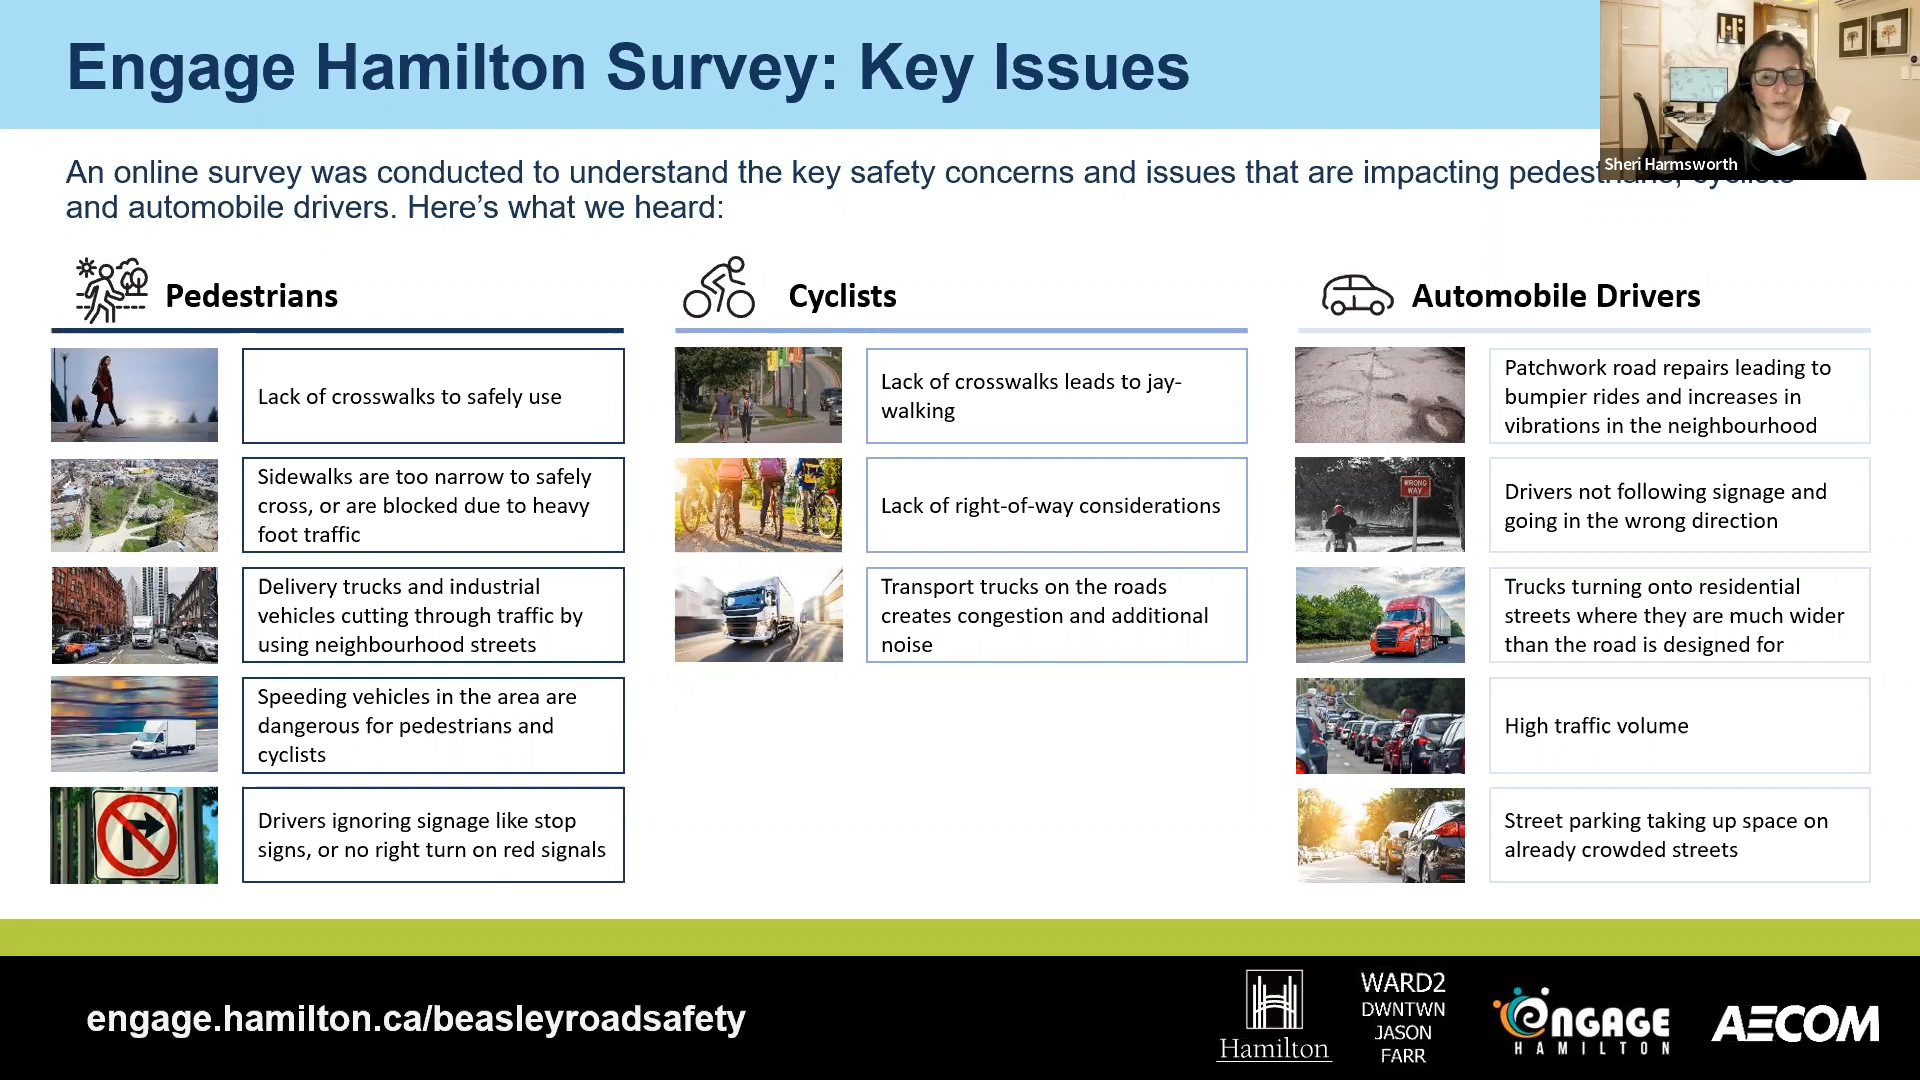 Engage Hamilton Survey: Key Issues
Sheri Harmsworth
An online survey was conducted to understand the key safety concerns and issues that are impacting pedestrians, cyclists
and automobile drivers. Here's what we heard:
Pedestrians
Lack of crosswalks to safely use
Sidewalks are too narrow to safely
cross, or are blocked due to heavy
foot traffic
Delivery trucks and industrial
vehicles cutting through traffic by
using neighbourhood streets
Speeding vehicles in the area are
dangerous for pedestrians and
cyclists
Drivers ignoring signage like stop
signs, or no right turn on red signals
Cyclists
Lack of crosswalks leads to jay-
walking
Lack of right-of-way considerations
Transport trucks on the roads
creates congestion and additional
noise
Automobile Drivers
Patchwork road repairs leading to
bumpier rides and increases in
vibrations in the neighbourhood
WRONG
WAY
Drivers not following signage and
going in the wrong direction
Trucks turning onto residential
streets where they are much wider
than the road is designed for
High traffic volume
Street parking taking up space on
already crowded streets
engage.hamilton.ca/beasleyroadsafety
Hamilton
WARD2
DWNTWN
JASON
FARR
eNGAGE
HAMILTON
AECOM